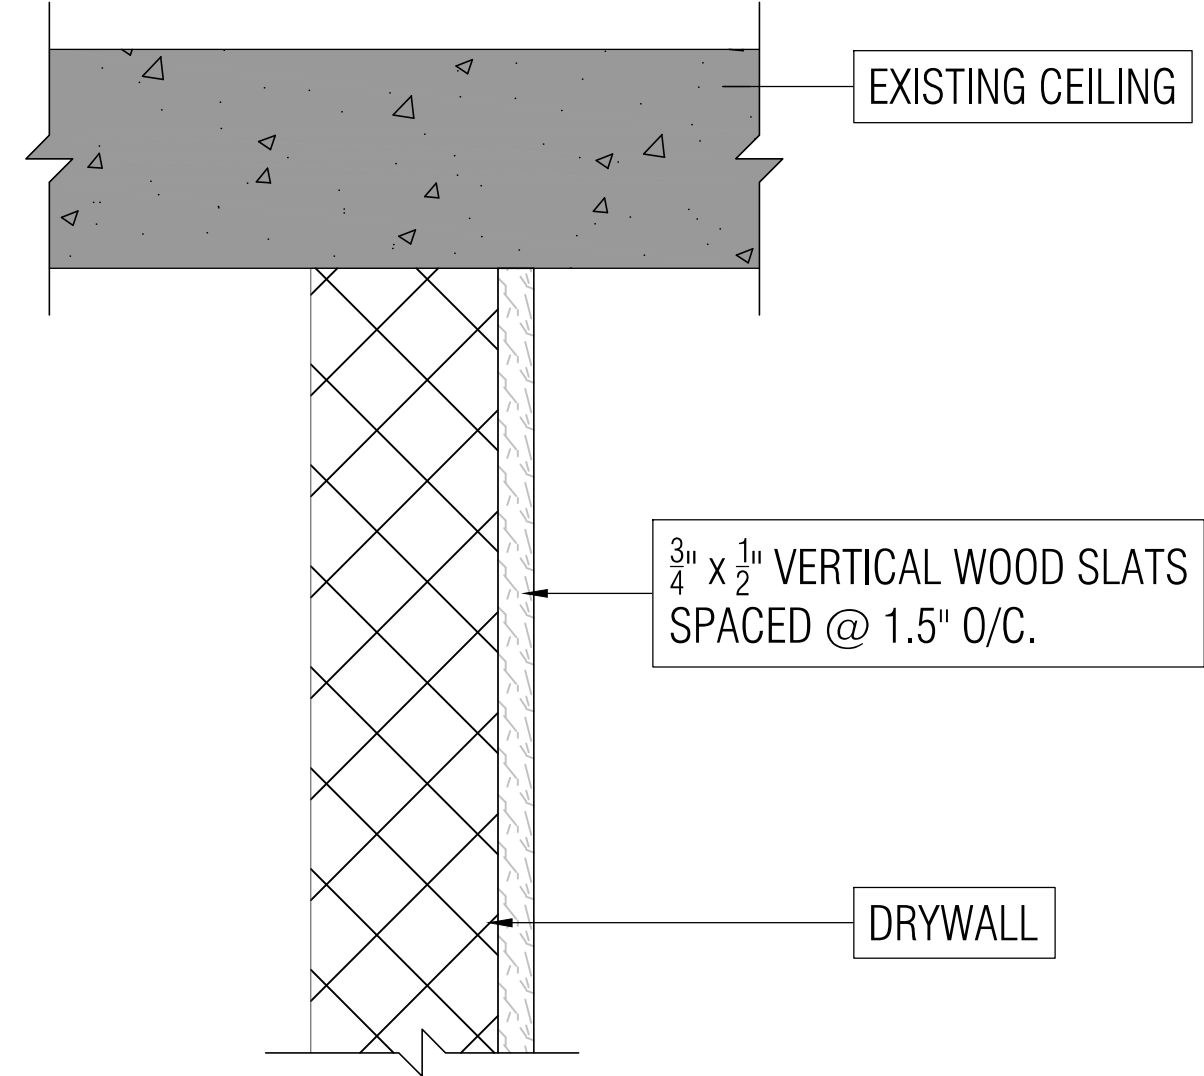 EXISTING CEILING
3/4" x 1/2" VERTICAL WOOD SLATS
SPACED @ 1.5" O/C.
DRYWALL